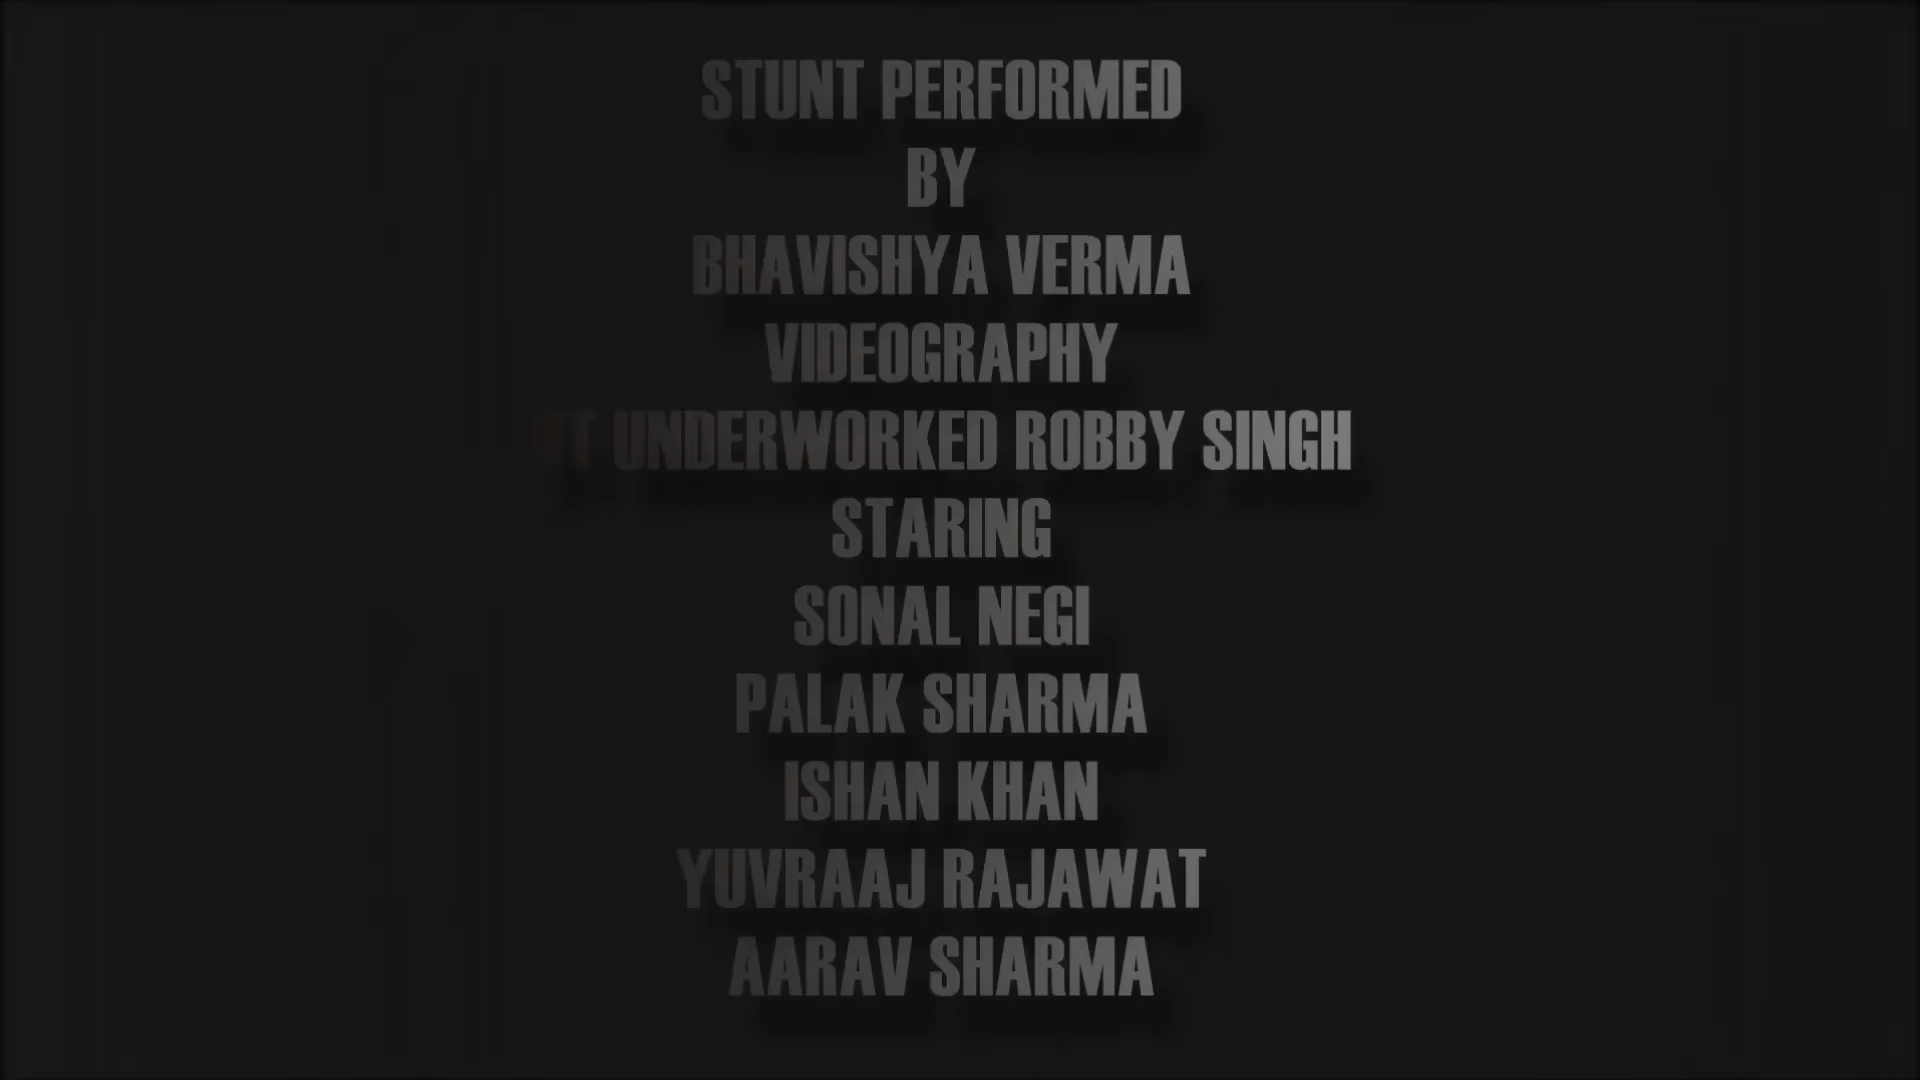 STUNT PERFORMED
BY
BHAVISHYA VERMA
VIDEOGRAPHY
UNDERWORKED ROBBY SINGH
STARING
SONAL NEGI
PALAK SHARMA
ISHAN KHAN
YUVRAAJ RAJAWAT
AARAV SHARMA